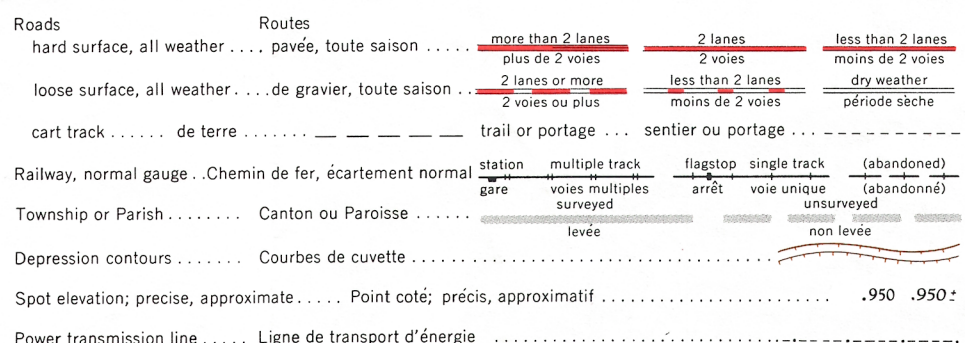 Roads Routes
more than 2 lanes 2 lanes less than 2 lanes
hard surface, all weather .... pavée, toute saison .....
plus de 2 voies 2 voies moins de 2 voies
2 lanes or more less than 2 lanes dry weather
loose surface, all weather ....de gravier, toute saison ..
2 voies ou plus moins de 2 voies période sèche
cart track ...... de terre ....... trail or portage ... sentier ou portage ...
station multiple track flagstop single track (abandoned)
Railway, normal gauge ..Chemin de fer, écartement normal
gare voies multiples arrêt voie unique (abandonné)
surveyed unsurveyed
Township or Parish ........ Canton ou Paroisse ......
levée non levée
Depression contours ....... Courbes de cuvette ........................................
Spot elevation; precise, approximate ..... Point coté; précis, approximatif ......................... .950 .950±
Power transmission line ..... Ligne de transport d'énergie ..............................